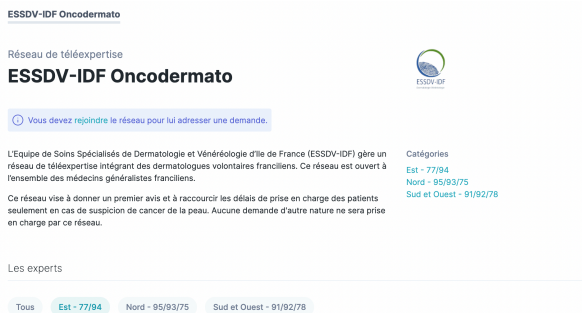 ESSDV-IDF Oncodermato
Réseau de téléexpertise
ESSDV-IDF Oncodermato
ESSDV-IDF
Vous devez rejoindre le réseau pour lui adresser une demande.
L'Equipe de Soins Spécialisés de Dermatologie et Vénéréologie d'Ile de France (ESSDV-IDF) gère un
réseau de téléexpertise intégrant des dermatologues volontaires franciliens. Ce réseau est ouvert à
l'ensemble des médecins généralistes franciliens.
Ce réseau vise à donner un premier avis et à raccourcir les délais de prise en charge des patients
seulement en cas de suspicion de cancer de la peau. Aucune demande d'autre nature ne sera prise
en charge par ce réseau.
Catégories
Est - 77/94
Nord - 95/93/75
Sud et Ouest - 91/92/78
Les experts
Tous Est - 77/94 Nord - 95/93/75 Sud et Ouest - 91/92/78